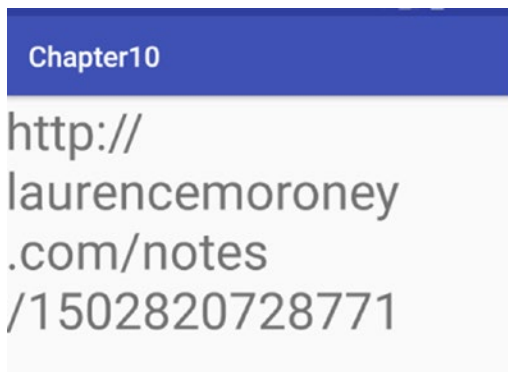 Chapter10
http://
laurencemoroney
.com/notes
/1502820728771